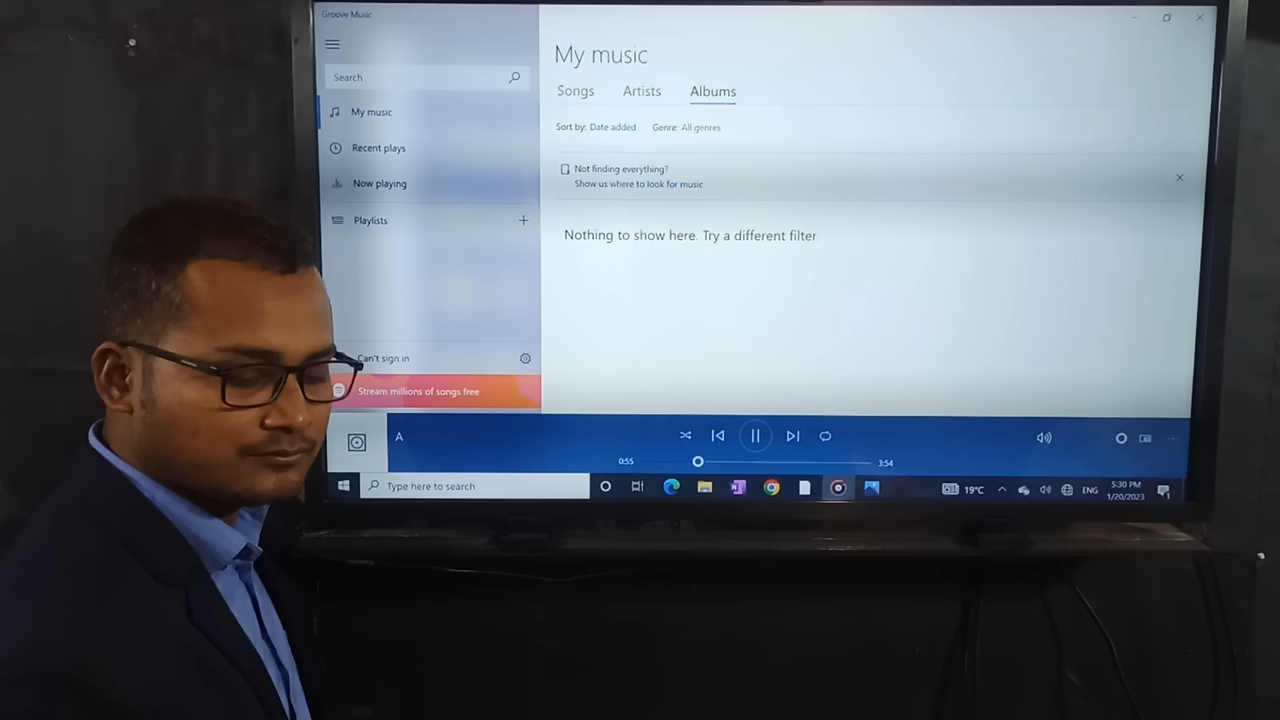 Groove Music
Search
My music
Recent plays
Now playing
Playlists
Can't sign in
Stream millions of songs free
My music
Songs Artists Albums
Sort by: Date added Genre: All genres
Not finding everything?
Show us where to look for music
Nothing to show here. Try a different filter.
A
0:55
3:54
Type here to search
19°C
ENG
5:30 PM
1/20/2023
1